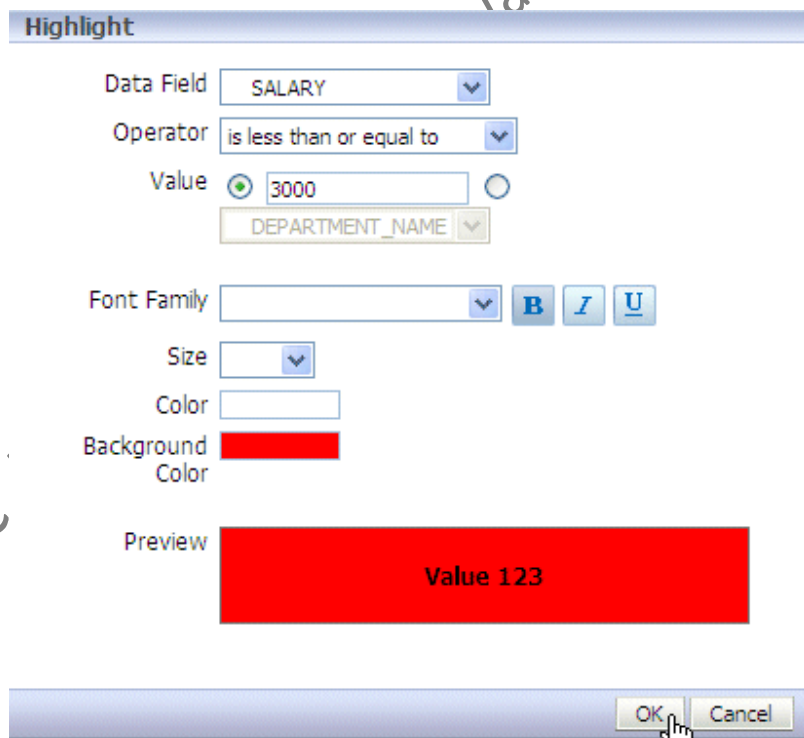 Highlight
Data Field SALARY
Operator is less than or equal to
Value 3000
DEPARTMENT_NAME
Font Family B I U
Size
Color
Background
Color
Preview
Value 123
OK Cancel